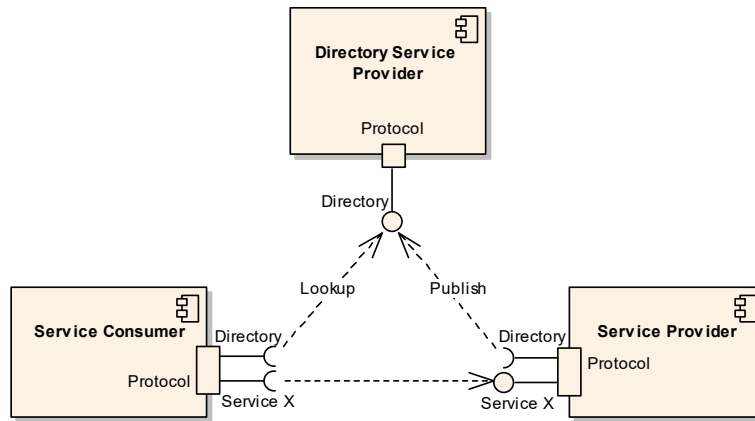 Directory Service
Provider
Protocol
Directory
Lookup
Publish
Service Consumer
Directory
Protocol
Service X
Service Provider
Directory
Protocol
Service X